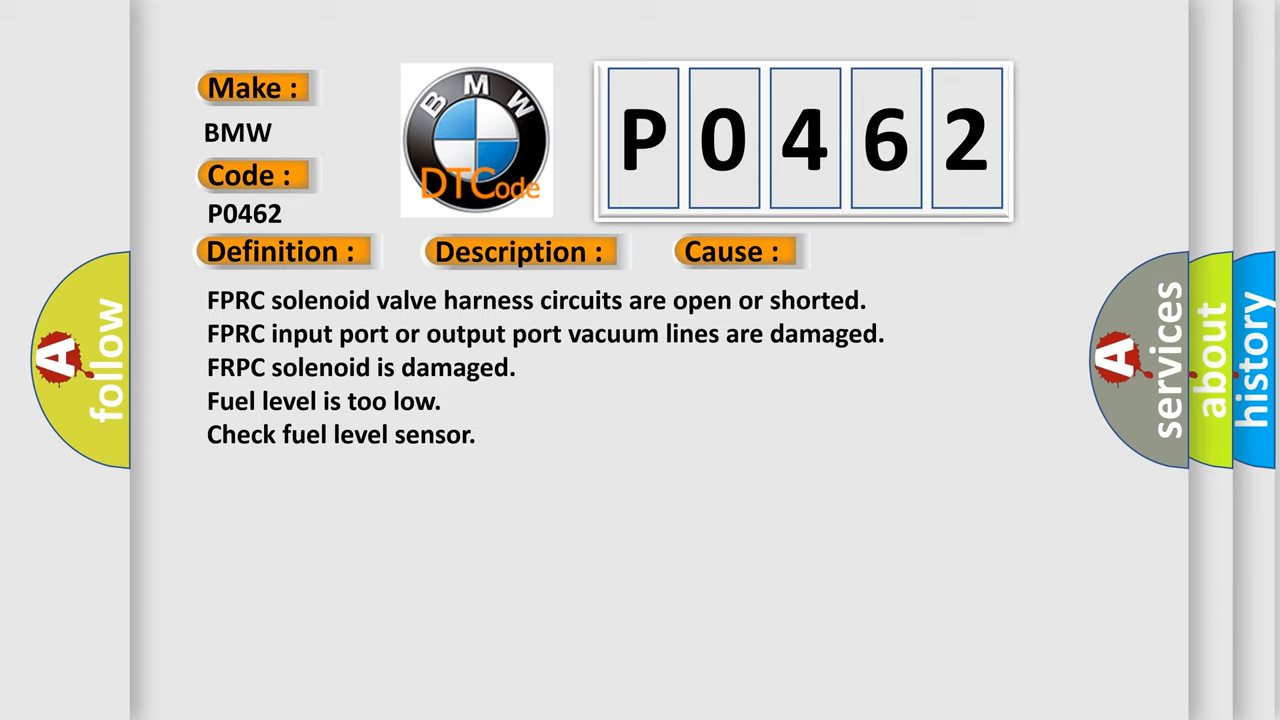 Make :
BMW
Code :
P0462
BMW
DTCode
P0462
Definition :
Description :
Cause :
FPRC solenoid valve harness circuits are open or shorted.
FPRC input port or output port vacuum lines are damaged.
FRPC solenoid is damaged.
Fuel level is too low.
Check fuel level sensor.
A
follow
A
services
about
history